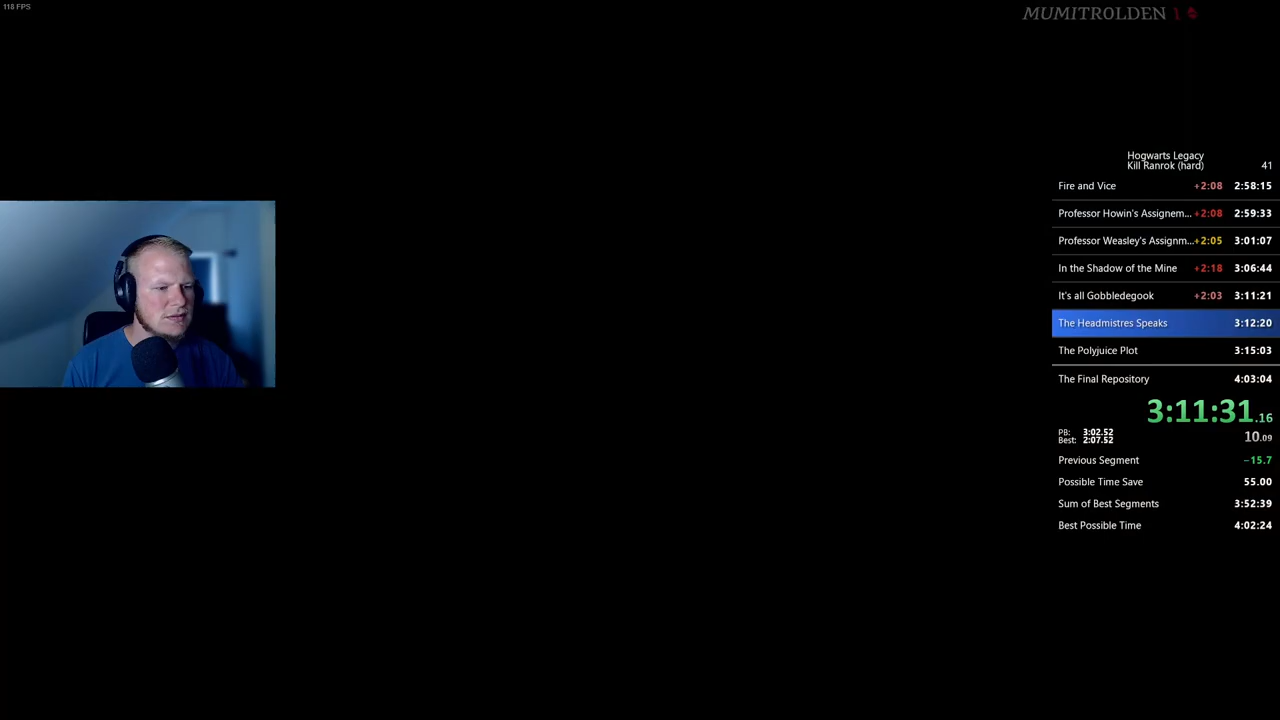 118 FPS
MUMITROLDEN 1
Hogwarts Legacy
Kill Ranrok (hard) 41
Fire and Vice +2:08 2:58:15
Professor Howin's Assignem... +2:08 2:59:33
Professor Weasley's Assignm... +2:05 3:01:07
In the Shadow of the Mine +2:18 3:06:44
It's all Gobbledegook +2:03 3:11:21
The Headmistres Speaks 3:12:20
The Polyjuice Plot 3:15:03
The Final Repository 4:03:04
3:11:31.16
PB: 3:02.52
Best: 2:07.52
10.09
Previous Segment −15.7
Possible Time Save 55.00
Sum of Best Segments 3:52:39
Best Possible Time 4:02:24